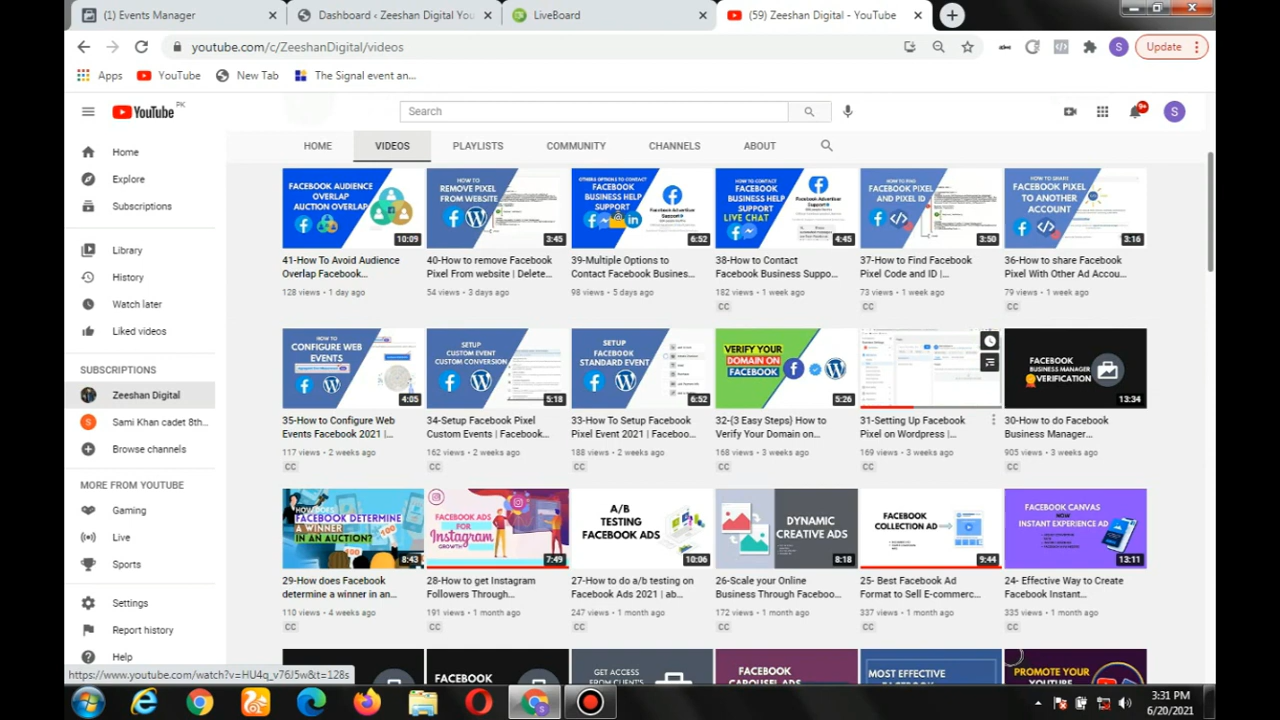 (1) Events Manager
Dashboard ‹ Zeeshan Digital You
LiveBoard
(59) Zeeshan Digital - YouTube
youtube.com/c/ZeeshanDigital/videos
S
Update
Apps
YouTube
New Tab
The Signal event an...
YouTube PK
Search
9+
S
HOME
VIDEOS
PLAYLISTS
COMMUNITY
CHANNELS
ABOUT
Home
Explore
Subscriptions
Library
History
Watch later
Liked videos
SUBSCRIPTIONS
Zeeshan Digital
S
Sami Khan cadet 8th...
Browse channels
MORE FROM YOUTUBE
Gaming
Live
Sports
Settings
Report history
Help
FACEBOOK AUDIENCE
OVERLAP
AUCTION OVERLAP
10:09
41-How To Avoid Audience
Overlap Facebook...
128 views • 1 day ago
HOW TO
REMOVE PIXEL
FROM WEBSITE
3:45
40-How to remove Facebook
Pixel From website | Delete...
54 views • 3 days ago
OTHERS OPTIONS TO CONTACT
FACEBOOK
BUSINESS HELP
SUPPORT
Facebook Advertiser
Support
6:52
39-Multiple Options to
Contact Facebook Busines...
98 views • 5 days ago
HOW TO CONTACT
FACEBOOK
BUSINESS HELP
SUPPORT
LIVE CHAT
Facebook Advertiser
Support
4:45
38-How to Contact
Facebook Business Suppo...
182 views • 1 week ago
CC
HOW TO FIND
FACEBOOK PIXEL
AND PIXEL ID
3:50
37-How to Find Facebook
Pixel Code and ID |...
73 views • 1 week ago
CC
HOW TO SHARE
FACEBOOK PIXEL
TO ANOTHER
ACCOUNT
3:16
36-How to share Facebook
Pixel With Other Ad Accou...
79 views • 1 week ago
CC
HOW TO
CONFIGURE WEB
EVENTS
4:05
35-How to Configure Web
Events Facebook 2021 |...
117 views • 2 weeks ago
CC
SETUP
CUSTOM EVENT
CUSTOM CONVERSION
5:18
34-Setup Facebook Pixel
Custom Events | Facebook...
162 views • 2 weeks ago
CC
SETUP
FACEBOOK
STANDARD EVENT
6:52
33-How To Setup Facebook
Pixel Event 2021 | Faceboo...
188 views • 2 weeks ago
CC
VERIFY YOUR
DOMAIN ON
FACEBOOK
5:26
32-(3 Easy Steps) How to
Verify Your Domain on...
168 views • 3 weeks ago
CC
31-Setting Up Facebook
Pixel on Wordpress |...
169 views • 3 weeks ago
CC
FACEBOOK
BUSINESS MANAGER
VERIFICATION
13:34
30-How to do Facebook
Business Manager...
905 views • 3 weeks ago
CC
HOW DOES
FACEBOOK DETERMINE
A WINNER
IN AN AUCTION?
100
100
8:43
29-How does Facebook
determine a winner in an...
110 views • 4 weeks ago
CC
FACEBOOK ADS
FOR
Instagram
GROWTH
7:49
28-How to get Instagram
Followers Through...
191 views • 1 month ago
CC
A/B
TESTING
FACEBOOK ADS
10:06
27-How to do a/b testing on
Facebook Ads 2021 | ab...
247 views • 1 month ago
CC
DYNAMIC
CREATIVE ADS
8:18
26-Scale your Online
Business Through Faceboo...
172 views • 1 month ago
CC
FACEBOOK
COLLECTION AD
9:44
25- Best Facebook Ad
Format to Sell E-commerc...
337 views • 1 month ago
CC
FACEBOOK CANVAS
NOW
INSTANT EXPERIENCE AD
13:11
24- Effective Way to Create
Facebook Instant...
335 views • 1 month ago
CC
FACEBOOK
GET ACCESS
FROM CLIENT'S
FACEBOOK
CAROUSEL ADS
MOST EFFECTIVE
PROMOTE YOUR
https://www.youtube.com/watch?v=HU4q_v76J5w&t=128s
3:31 PM
6/20/2021